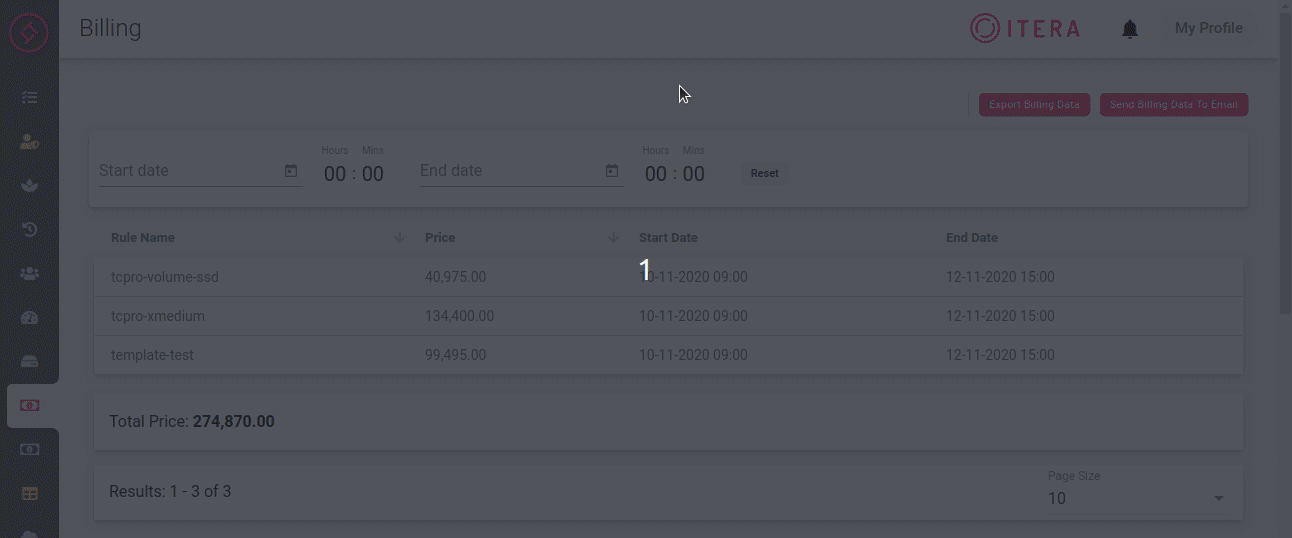 Billing
ITERA
My Profile
Export Billing Data
Send Billing Data To Email
Start date
Hours Mins
00 : 00
End date
Hours Mins
00 : 00
Reset
Rule Name Price Start Date End Date
tcpro-volume-ssd 40,975.00 10-11-2020 09:00 12-11-2020 15:00
tcpro-xmedium 134,400.00 10-11-2020 09:00 12-11-2020 15:00
template-test 99,495.00 10-11-2020 09:00 12-11-2020 15:00
1
Total Price: 274,870.00
Results: 1 - 3 of 3
Page Size
10